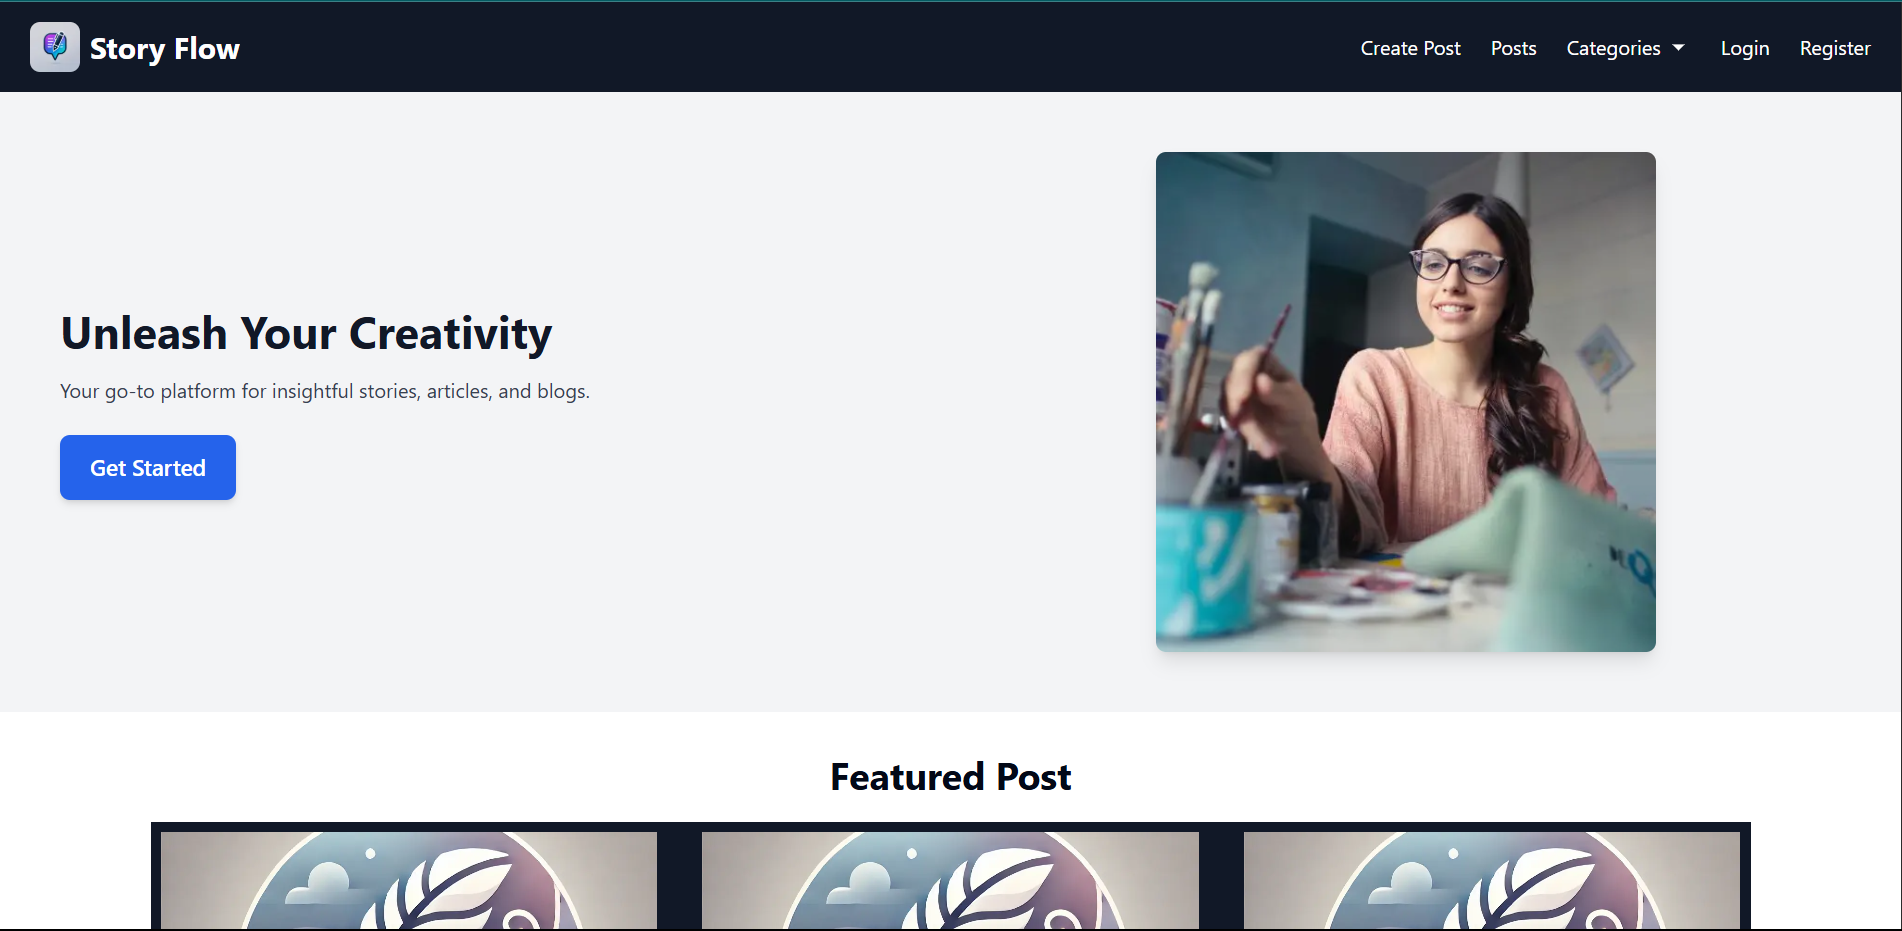 Story Flow
Create Post
Posts
Categories
Login
Register
Unleash Your Creativity
Your go-to platform for insightful stories, articles, and blogs.
Get Started
Featured Post